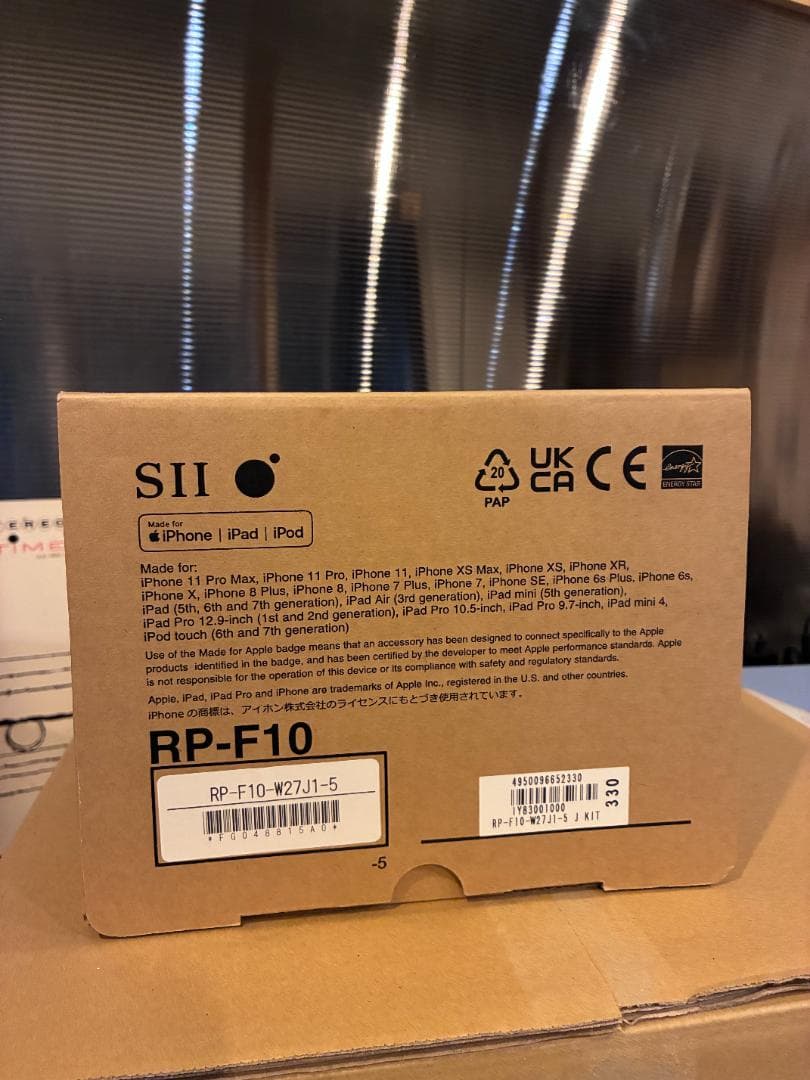 SII
20
PAP
UK
CA
CE
energy
ENERGY STAR
Made for
iPhone | iPad | iPod
Made for:
iPhone 11 Pro Max, iPhone 11 Pro, iPhone 11, iPhone XS Max, iPhone XS, iPhone XR,
iPhone X, iPhone 8 Plus, iPhone 8, iPhone 7 Plus, iPhone 7, iPhone SE, iPhone 6s Plus, iPhone 6s,
iPad (5th, 6th and 7th generation), iPad Air (3rd generation), iPad mini (5th generation),
iPad Pro 12.9-inch (1st and 2nd generation), iPad Pro 10.5-inch, iPad Pro 9.7-inch, iPad mini 4,
iPod touch (6th and 7th generation)
Use of the Made for Apple badge means that an accessory has been designed to connect specifically to the Apple
products identified in the badge, and has been certified by the developer to meet Apple performance standards. Apple
is not responsible for the operation of this device or its compliance with safety and regulatory standards.
Apple, iPad, iPad Pro and iPhone are trademarks of Apple Inc., registered in the U.S. and other countries.
iPhone の商標は、アイホン株式会社のライセンスにもとづき使用されています。
RP-F10
RP-F10-W27J1-5
*FG048815A0*
-5
4950096652330
IY83001000
RP-F10-W27J1-5 J KIT
330
EREO
TIME